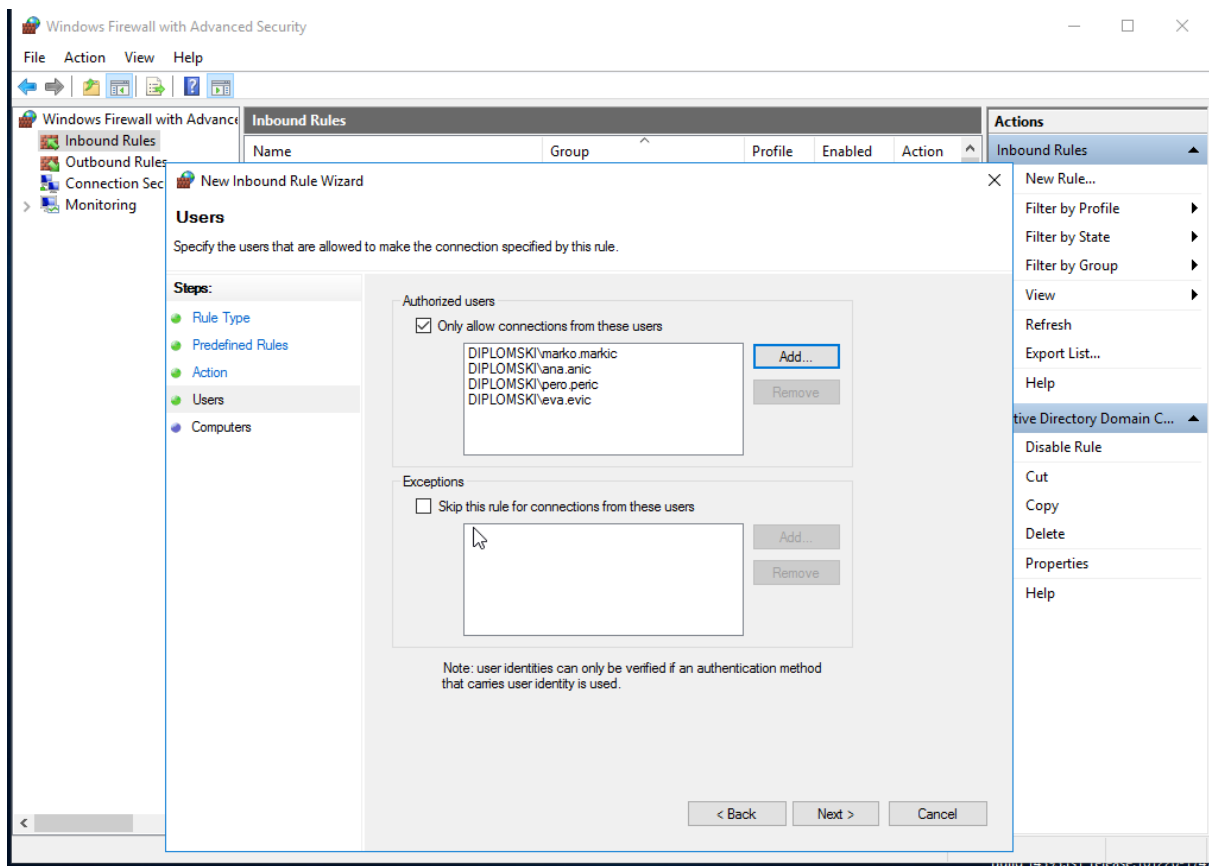 Windows Firewall with Advanced Security
File Action View Help
Windows Firewall with Advance
Inbound Rules
Outbound Rules
Connection Sec
Monitoring
Inbound Rules
Name Group Profile Enabled Action
New Inbound Rule Wizard
Users
Specify the users that are allowed to make the connection specified by this rule.
Steps:
Rule Type
Predefined Rules
Action
Users
Computers
Authorized users
Only allow connections from these users
DIPLOMSKI\marko.markic
DIPLOMSKI\ana.anic
DIPLOMSKI\pero.peric
DIPLOMSKI\eva.evic
Add...
Remove
Exceptions
Skip this rule for connections from these users
Add...
Remove
Note: user identities can only be verified if an authentication method
that carries user identity is used.
< Back Next > Cancel
Actions
Inbound Rules
New Rule...
Filter by Profile
Filter by State
Filter by Group
View
Refresh
Export List...
Help
tive Directory Domain C...
Disable Rule
Cut
Copy
Delete
Properties
Help